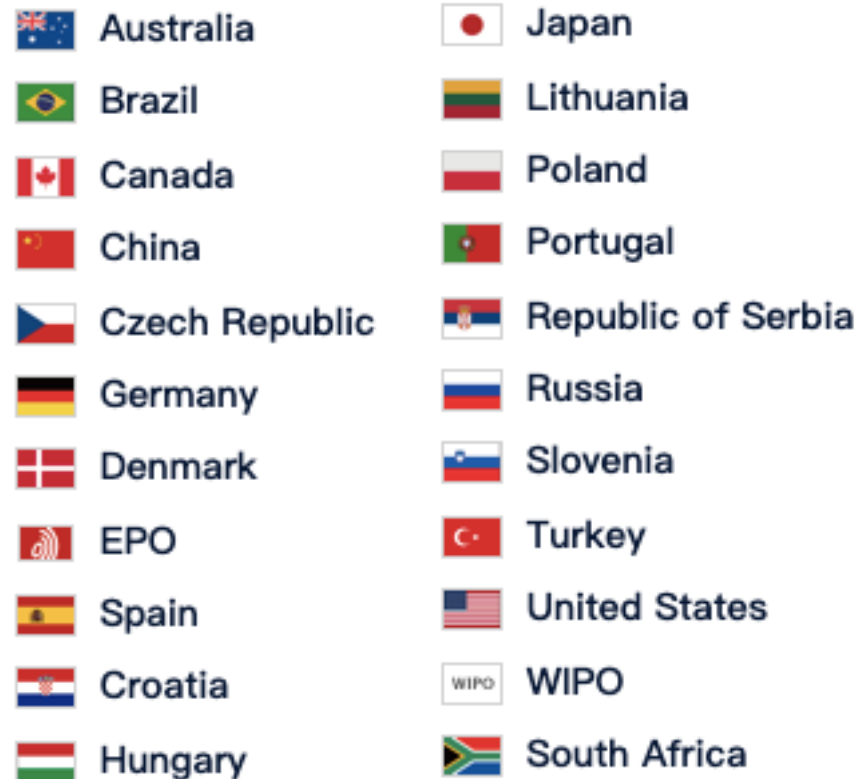 Australia
Brazil
Canada
China
Czech Republic
Germany
Denmark
EPO
Spain
Croatia
Hungary
Japan
Lithuania
Poland
Portugal
Republic of Serbia
Russia
Slovenia
Turkey
United States
WIPO WIPO
South Africa